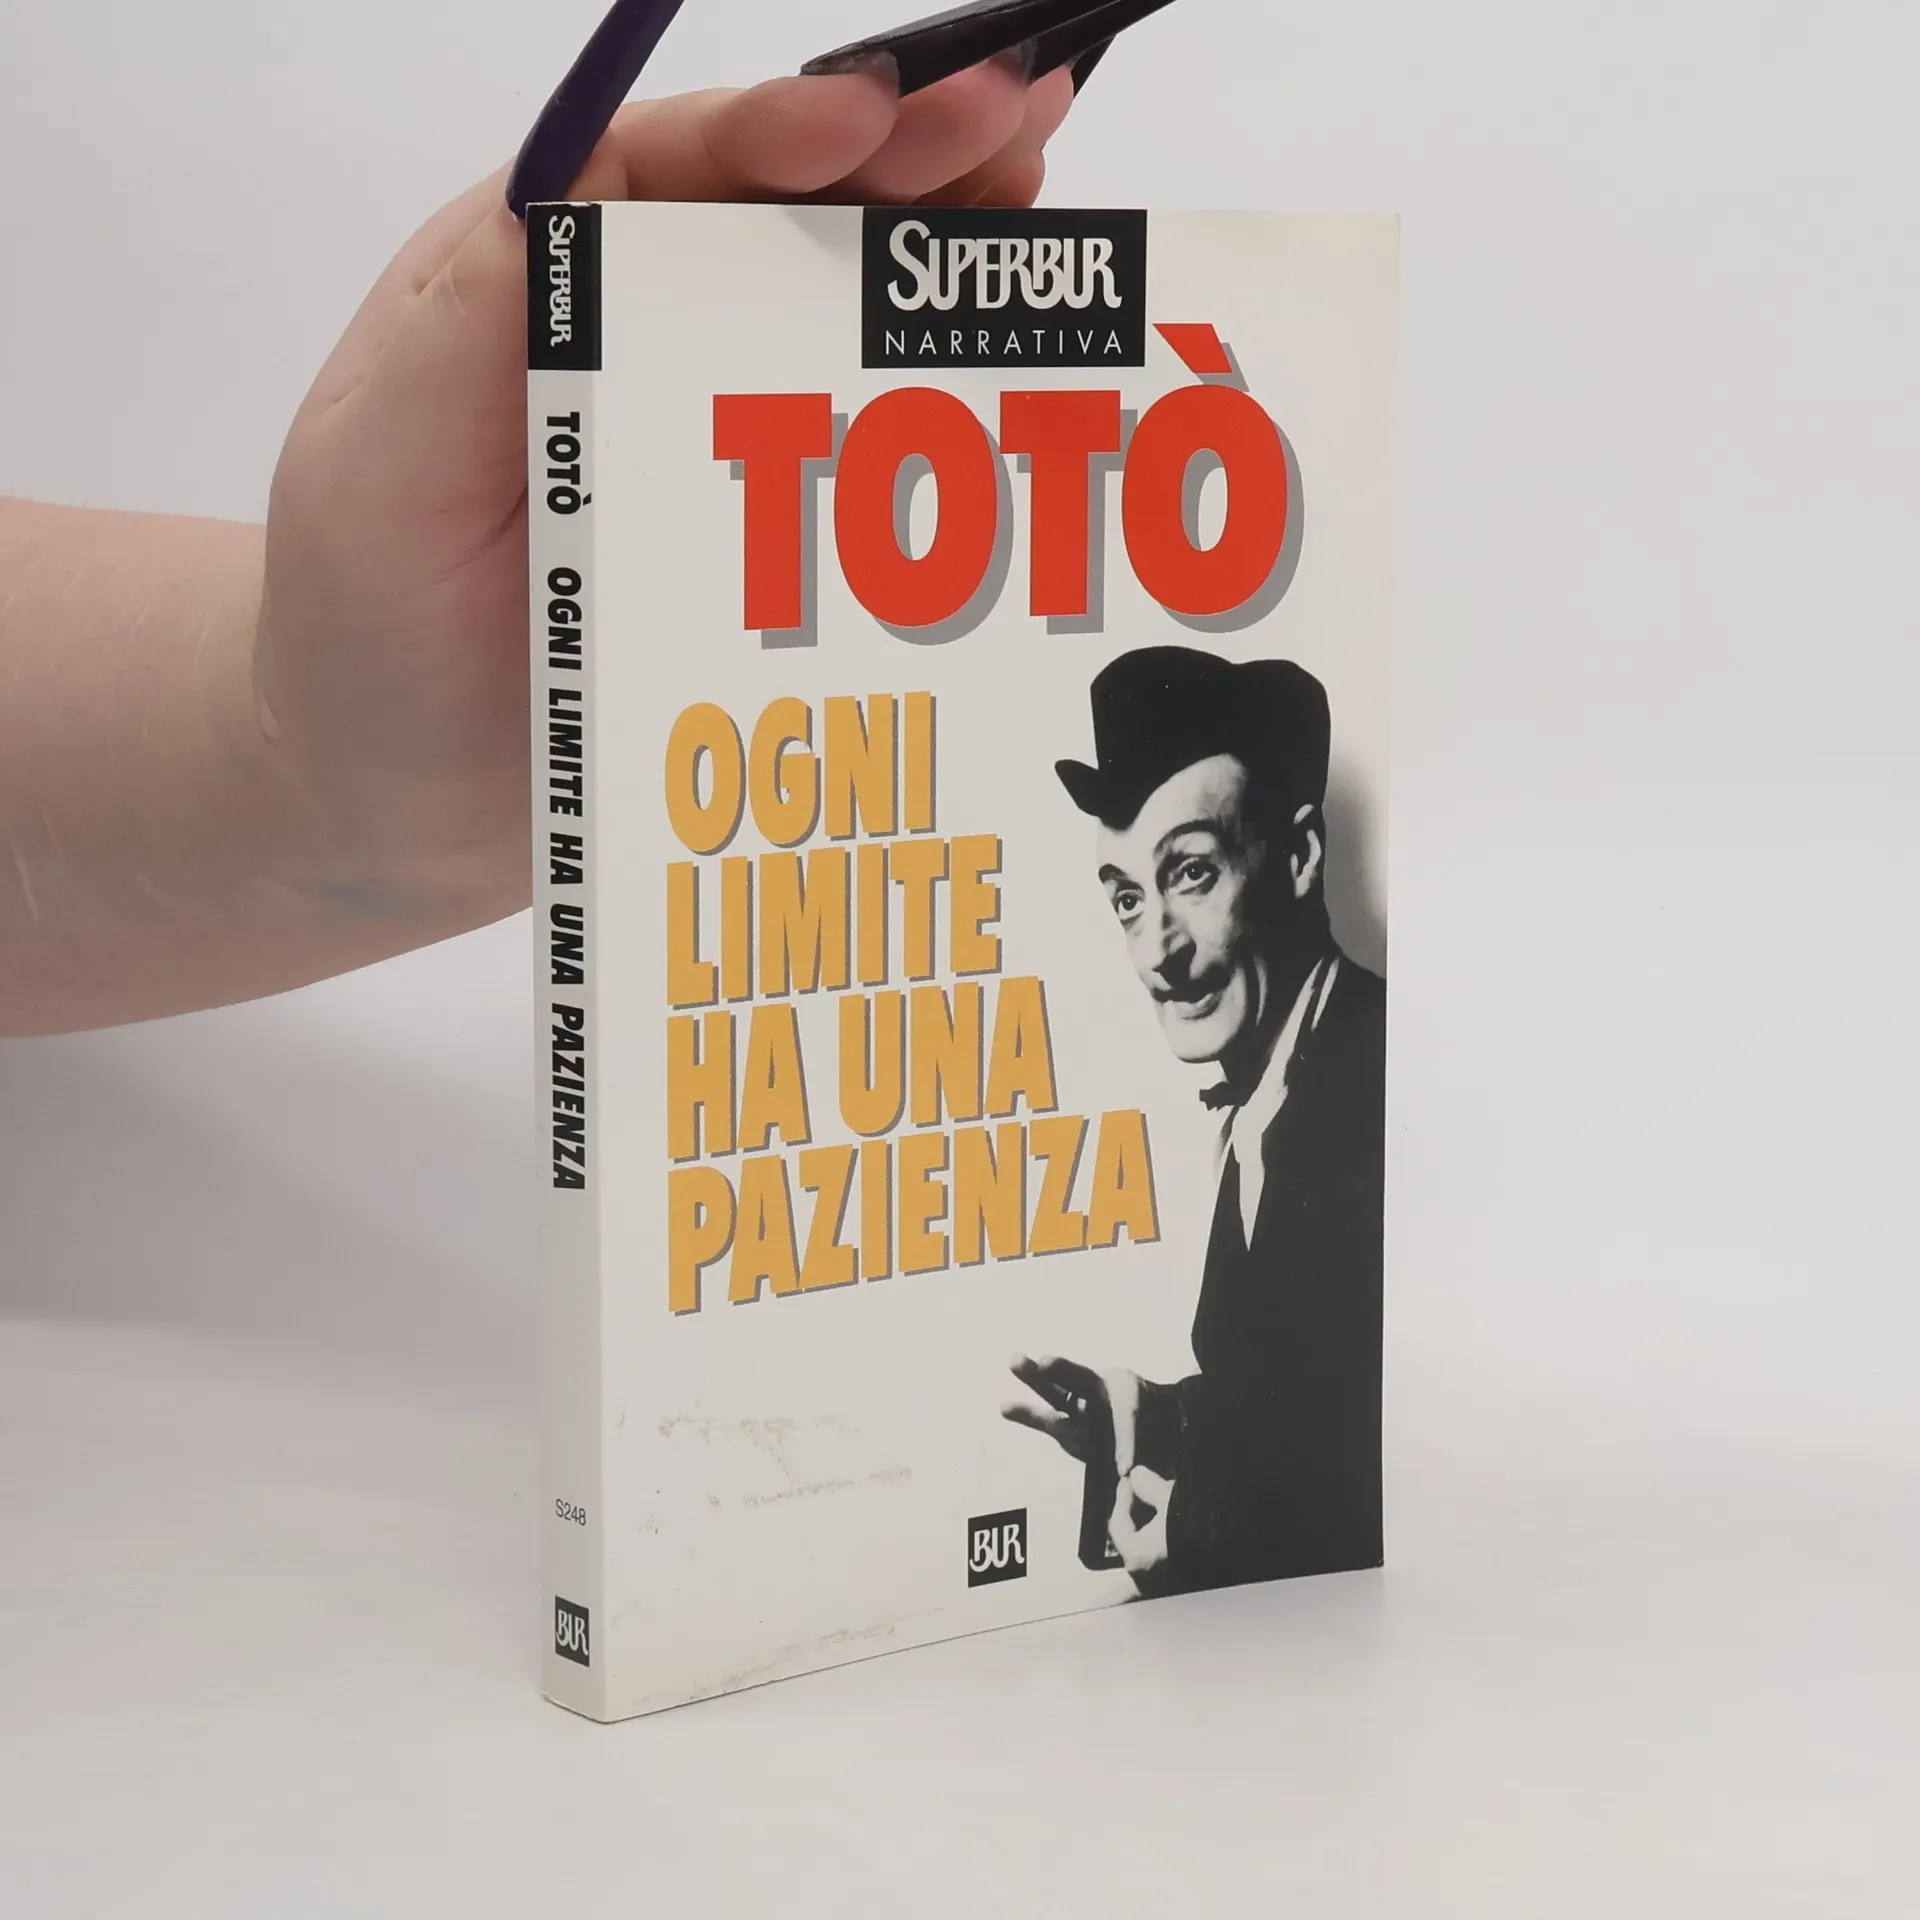 SUPERBUR
NARRATIVA
TOTÒ
OGNI
LIMITE
HA UNA
PAZIENZA
BUR
SUPERBUR
TOTÒ OGNI LIMITE HA UNA PAZIENZA
S248
BUR